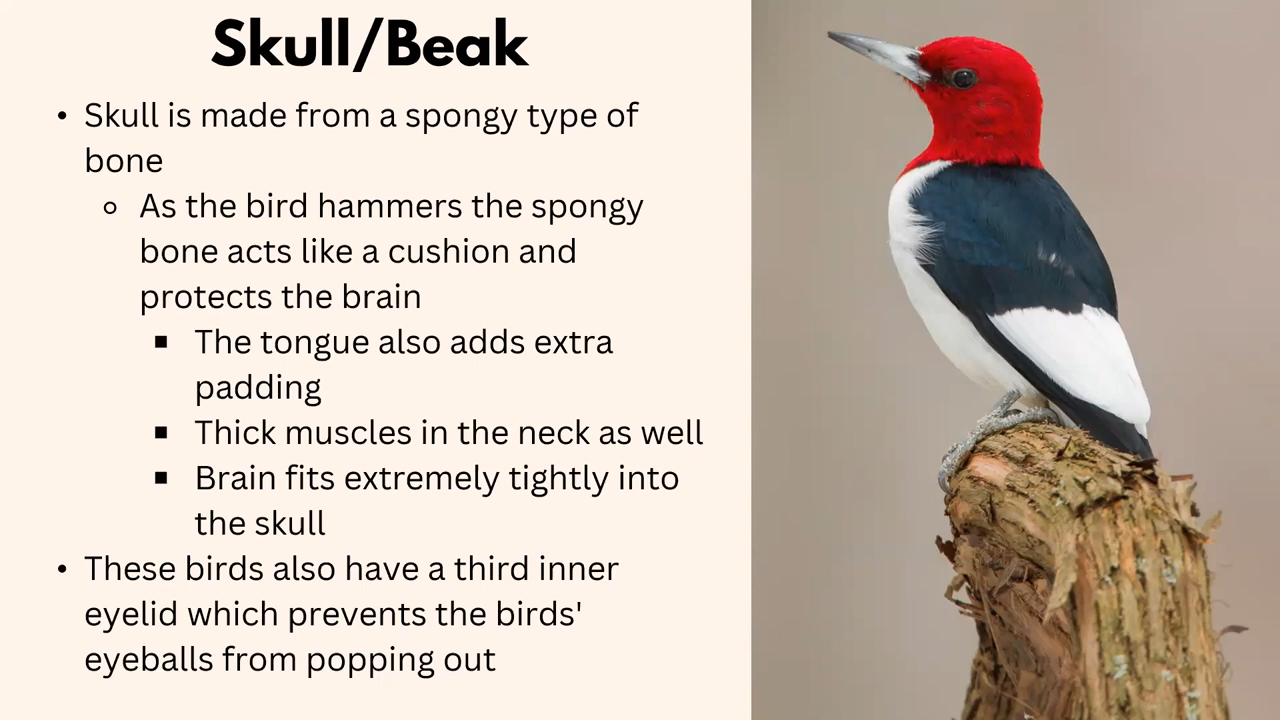 Skull/Beak
• Skull is made from a spongy type of
bone
○ As the bird hammers the spongy
bone acts like a cushion and
protects the brain
■ The tongue also adds extra
padding
■ Thick muscles in the neck as well
■ Brain fits extremely tightly into
the skull
• These birds also have a third inner
eyelid which prevents the birds'
eyeballs from popping out